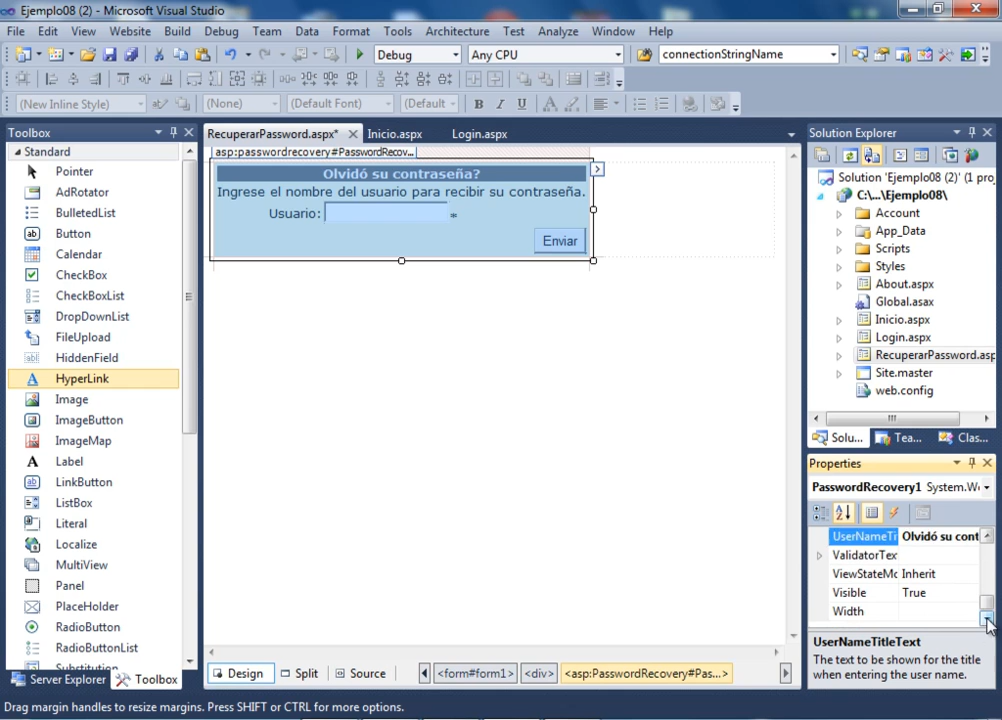 Ejemplo08 (2) - Microsoft Visual Studio
File Edit View Website Build Debug Team Data Format Tools Architecture Test Analyze Window Help
Debug Any CPU connectionStringName
(New Inline Style) (None) (Default Font) (Default B I U A
Toolbox
Standard
Pointer
AdRotator
BulletedList
Button
Calendar
CheckBox
CheckBoxList
DropDownList
FileUpload
HiddenField
HyperLink
Image
ImageButton
ImageMap
Label
LinkButton
ListBox
Literal
Localize
MultiView
Panel
PlaceHolder
RadioButton
RadioButtonList
Substitution
Server Explorer Toolbox
RecuperarPassword.aspx* Inicio.aspx Login.aspx
asp:passwordrecovery#PasswordRecov...
Olvidó su contraseña?
Ingrese el nombre del usuario para recibir su contraseña.
Usuario: *
Enviar
Design Split Source <form#form1> <div> <asp:PasswordRecovery#Pas...>
Solution Explorer
Solution 'Ejemplo08 (2)' (1 proj
C:\...\Ejemplo08\
Account
App_Data
Scripts
Styles
About.aspx
Global.asax
Inicio.aspx
Login.aspx
RecuperarPassword.asp
Site.master
web.config
Solu... Tea... Clas...
Properties
PasswordRecovery1 System.W
UserNameTi Olvidó su cont
ValidatorTex
ViewStateMo Inherit
Visible True
Width
UserNameTitleText
The text to be shown for the title
when entering the user name.
Drag margin handles to resize margins. Press SHIFT or CTRL for more options.